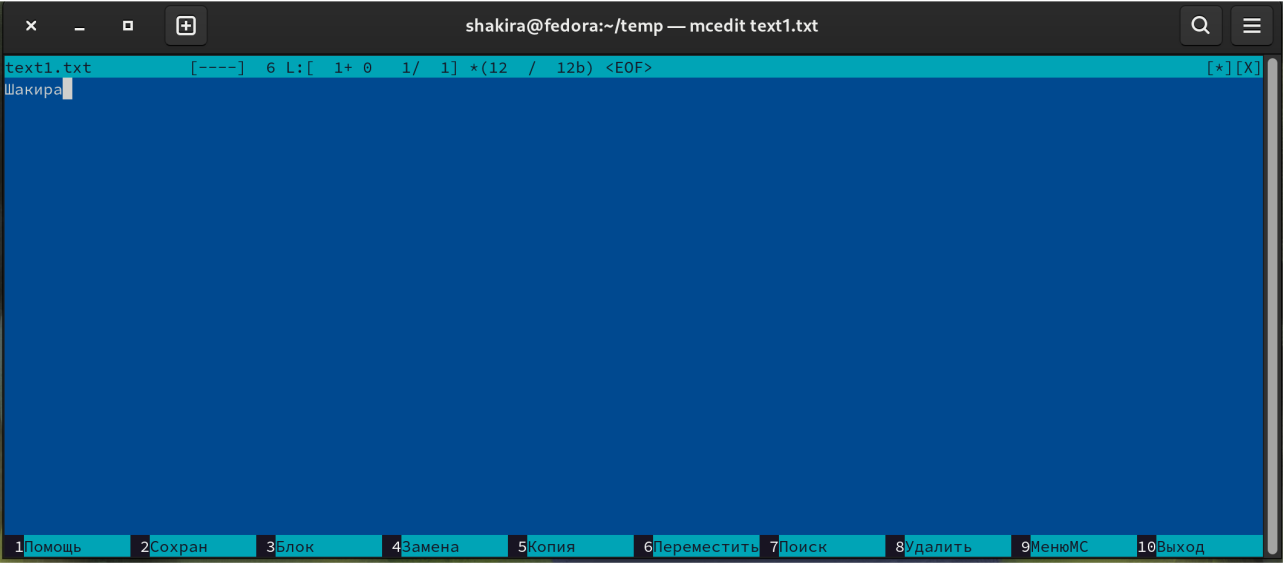 shakira@fedora:~/temp — mcedit text1.txt
text1.txt [----] 6 L:[ 1+ 0 1/ 1] *(12 / 12b) <EOF> [*][X]
Шакира
1Помощь 2Сохран 3Блок 4Замена 5Копия 6Переместить 7Поиск 8Удалить 9МенюMC 10Выход